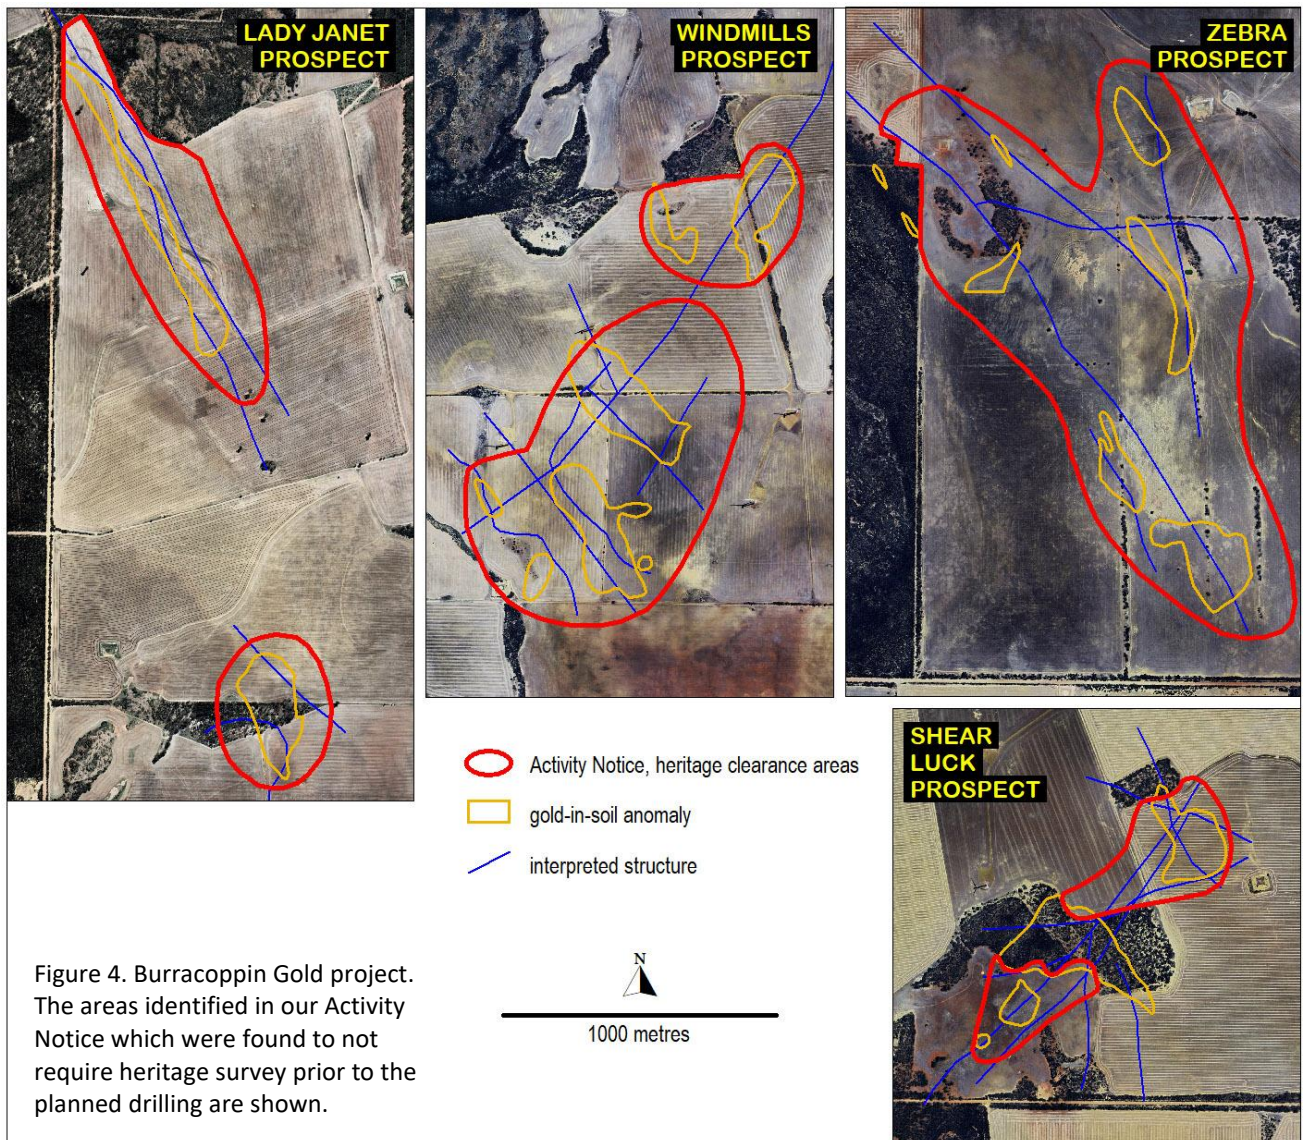 LADY JANET
PROSPECT
WINDMILLS
PROSPECT
ZEBRA
PROSPECT
SHEAR
LUCK
PROSPECT
Activity Notice, heritage clearance areas
gold-in-soil anomaly
interpreted structure
N
1000 metres
Figure 4. Burracoppin Gold project.
The areas identified in our Activity
Notice which were found to not
require heritage survey prior to the
planned drilling are shown.